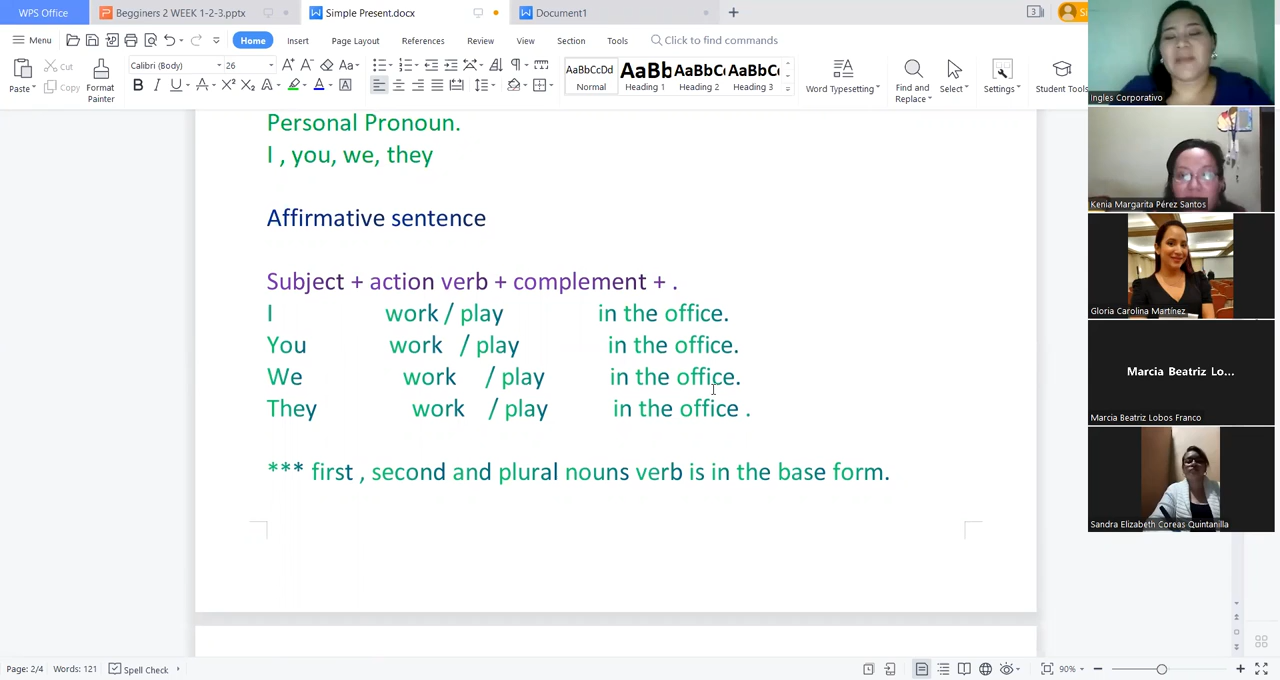 WPS Office
Begginers 2 WEEK 1-2-3.pptx
Simple Present.docx
Document1
Menu
Home
Insert
Page Layout
References
Review
View
Section
Tools
Click to find commands
Paste
Cut
Copy
Format Painter
Calibri (Body)
26
AaBbCcDd
Normal
Heading 1
Heading 2
Heading 3
Word Typesetting
Find and Replace
Select
Settings
Student Tools
Personal Pronoun.
I , you, we, they
Affirmative sentence
Subject + action verb + complement + .
I work / play in the office.
You work / play in the office.
We work / play in the office.
They work / play in the office .
*** first , second and plural nouns verb is in the base form.
Ingles Corporativo
Kenia Margarita Pérez Santos
Gloria Carolina Martínez
Marcia Beatriz Lo...
Marcia Beatriz Lobos Franco
Sandra Elizabeth Coreas Quintanilla
Page: 2/4 Words: 121 Spell Check
90%